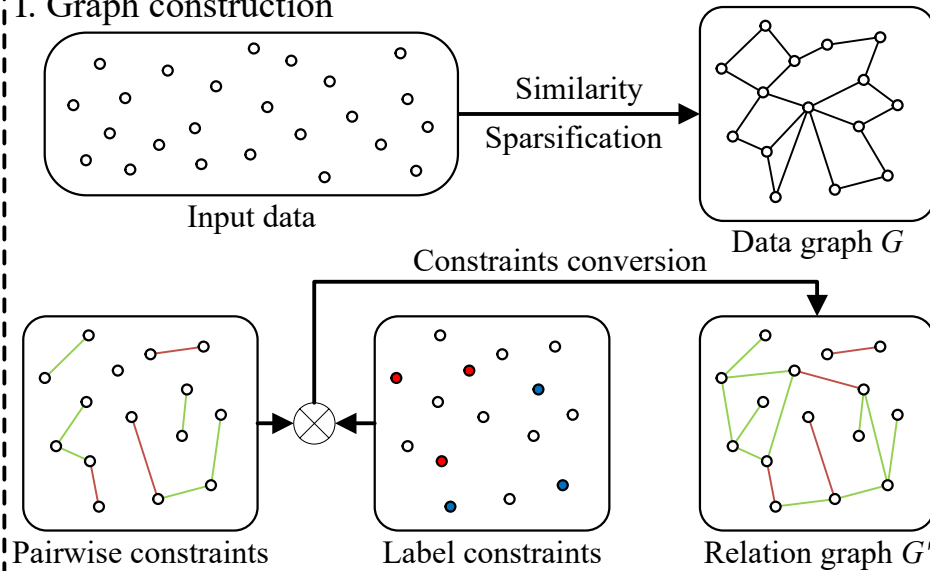 1. Graph construction
Similarity
Sparsification
Input data
Data graph G
Constraints conversion
Pairwise constraints
Label constraints
Relation graph G'